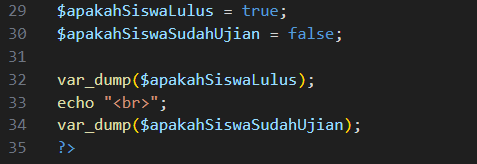 29 $apakahSiswaLulus = true;
30 $apakahSiswaSudahUjian = false;
31
32 var_dump($apakahSiswaLulus);
33 echo "<br>";
34 var_dump($apakahSiswaSudahUjian);
35 ?>